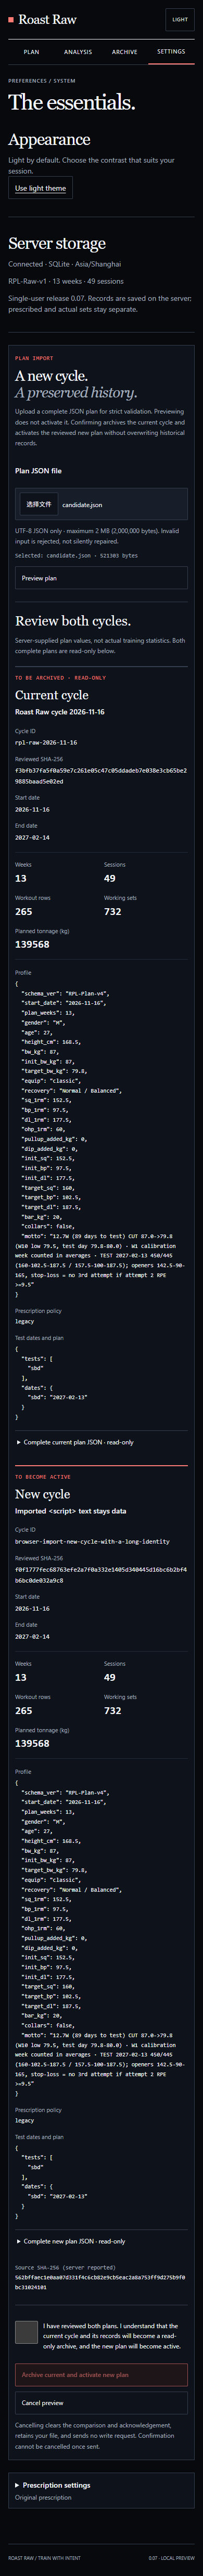 Roast Raw
LIGHT
PLAN
ANALYSIS
ARCHIVE
SETTINGS
PREFERENCES / SYSTEM
The essentials.
Appearance
Light by default. Choose the contrast that suits your
session.
Use light theme
Server storage
Connected · SQLite · Asia/Shanghai
RPL-Raw-v1 · 13 weeks · 49 sessions
Single-user release 0.07. Records are saved on the server;
prescribed and actual sets stay separate.
PLAN IMPORT
A new cycle.
A preserved history.
Upload a complete JSON plan for strict validation. Previewing
does not activate it. Confirming archives the current cycle and
activates the reviewed new plan without overwriting historical
records.
Plan JSON file
选择文件
candidate.json
UTF-8 JSON only · maximum 2 MB (2,000,000 bytes). Invalid
input is rejected, not silently repaired.
Selected: candidate.json · 521303 bytes
Preview plan
Review both cycles.
Server-supplied plan values, not actual training statistics. Both
complete plans are read-only below.
TO BE ARCHIVED · READ-ONLY
Current cycle
Roast Raw cycle 2026-11-16
Cycle ID
rpl-raw-2026-11-16
Reviewed SHA-256
Start date
2026-11-16
End date
2027-02-14
Weeks
Sessions
13
49
Workout rows
Working sets
265
732
Planned tonnage (kg)
139568
Profile
{
"schema_ver": "RPL-Plan-v4",
"start_date": "2026-11-16",
"plan_weeks": 13,
"gender": "M",
"age": 27,
"height_cm": 168.5,
"bw_kg": 87,
"init_bw_kg": 87,
"target_bw_kg": 79.8,
"equip": "classic",
"recovery": "Normal / Balanced",
"sq_1rm": 152.5,
"bp_1rm": 97.5,
"dl_1rm": 177.5,
"ohp_1rm": 60,
"pullup_added_kg": 0,
"dip_added_kg": 0,
"init_sq": 152.5,
"init_bp": 97.5,
"init_dl": 177.5,
"target_sq": 160,
"target_bp": 102.5,
"target_dl": 187.5,
"bar_kg": 20,
"collars": false,
"motto": "12.7W (89 days to test) CUT 87.0->79.8
(W10 low 79.5, test day 79.8-80.0) · W1 calibration
week counted in averages · TEST 2027-02-13 450/445
(160-102.5-187.5 / 157.5-100-187.5); openers 142.5-90-
165, stop-loss = no 3rd attempt if attempt 2 RPE
>=9.5"
}
Prescription policy
legacy
Test dates and plan
{
"tests": [
"sbd"
],
"dates": {
"sbd": "2027-02-13"
}
}
▶ Complete current plan JSON · read-only
TO BECOME ACTIVE
New cycle
Imported <script> text stays data
Cycle ID
browser-import-new-cycle-with-a-long-identity
Reviewed SHA-256
Start date
2026-11-16
End date
2027-02-14
Weeks
Sessions
13
49
Workout rows
Working sets
265
732
Planned tonnage (kg)
139568
Profile
{
"schema_ver": "RPL-Plan-v4",
"start_date": "2026-11-16",
"plan_weeks": 13,
"gender": "M",
"age": 27,
"height_cm": 168.5,
"bw_kg": 87,
"init_bw_kg": 87,
"target_bw_kg": 79.8,
"equip": "classic",
"recovery": "Normal / Balanced",
"sq_1rm": 152.5,
"bp_1rm": 97.5,
"dl_1rm": 177.5,
"ohp_1rm": 60,
"pullup_added_kg": 0,
"dip_added_kg": 0,
"init_sq": 152.5,
"init_bp": 97.5,
"init_dl": 177.5,
"target_sq": 160,
"target_bp": 102.5,
"target_dl": 187.5,
"bar_kg": 20,
"collars": false,
"motto": "12.7W (89 days to test) CUT 87.0->79.8
(W10 low 79.5, test day 79.8-80.0) · W1 calibration
week counted in averages · TEST 2027-02-13 450/445
(160-102.5-187.5 / 157.5-100-187.5); openers 142.5-90-
165, stop-loss = no 3rd attempt if attempt 2 RPE
>=9.5"
}
Prescription policy
legacy
Test dates and plan
{
"tests": [
"sbd"
],
"dates": {
"sbd": "2027-02-13"
}
}
▶ Complete new plan JSON · read-only
Source SHA-256 (server reported)
I have reviewed both plans. I understand that the
current cycle and its records will become a read-
only archive, and the new plan will become active.
Archive current and activate new plan
Cancel preview
Cancelling clears the comparison and acknowledgement,
retains your file, and sends no write request. Confirmation
cannot be cancelled once sent.
▶ Prescription settings
Original prescription
ROAST RAW / TRAIN WITH INTENT
0.07 · LOCAL PREVIEW